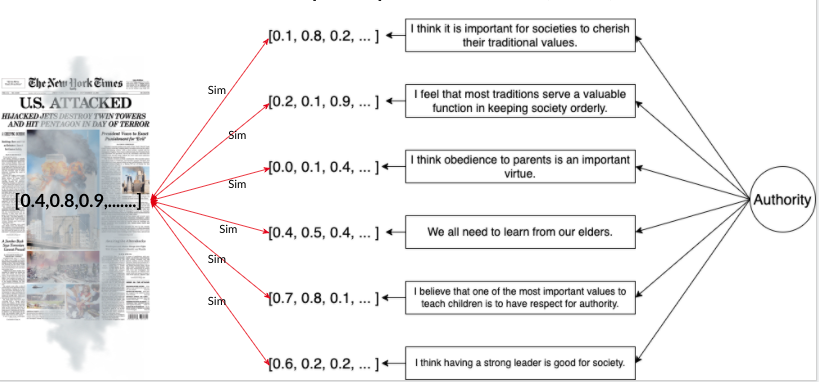 [0.1, 0.8, 0.2, ... ]
I think it is important for societies to cherish
their traditional values.
The New York Times
Sim
U.S. ATTACKED
[0.2, 0.1, 0.9, ... ]
I feel that most traditions serve a valuable
function in keeping society orderly.
HIJACKED JETS DESTROY TWIN TOWERS
AND HIT PENTAGON IN DAY OF TERROR
Sim
[0.0, 0.1, 0.4, ... ]
I think obedience to parents is an important
virtue.
Sim
[0.4,0.8,0.9,.......]
Authority
Sim
[0.4, 0.5, 0.4, ... ]
We all need to learn from our elders.
Sim
[0.7, 0.8, 0.1, ... ]
I believe that one of the most important values to
teach children is to have respect for authority.
Sim
[0.6, 0.2, 0.2, ... ]
I think having a strong leader is good for society.